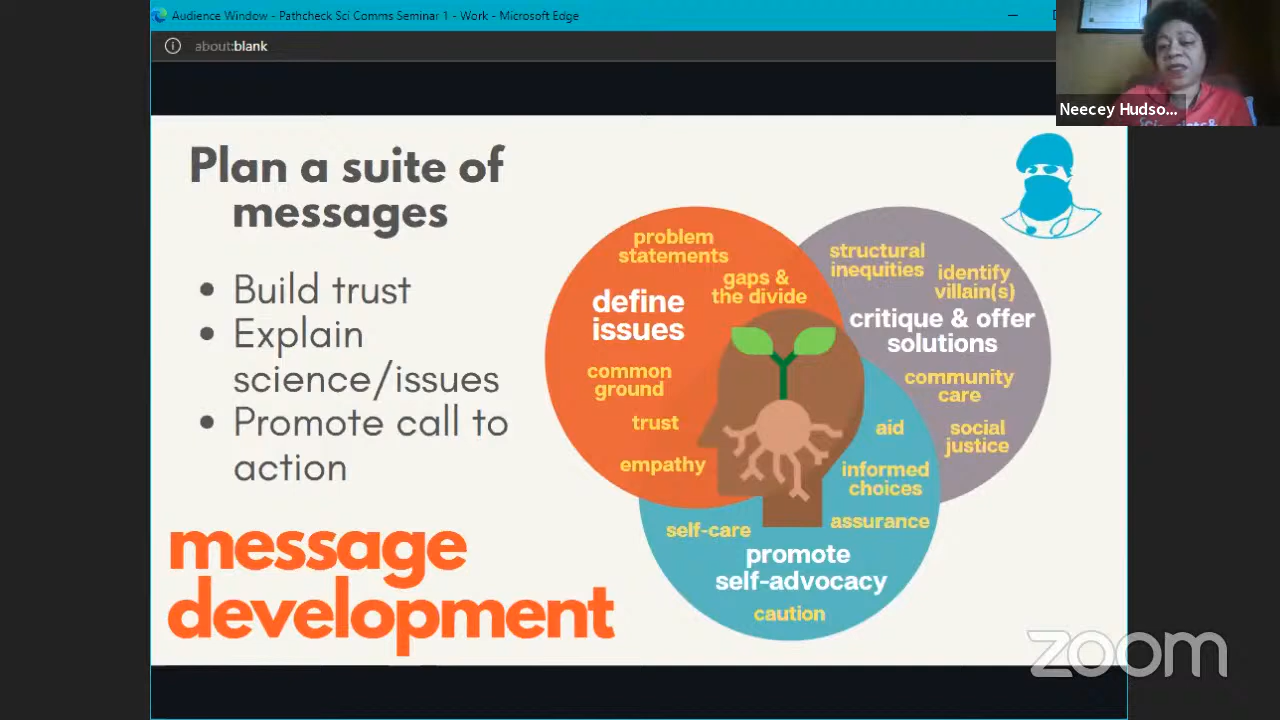 Audience Window - Pathcheck Sci Comms Seminar 1 - Work - Microsoft Edge
about:blank
Neecey Hudso...
Plan a suite of
messages
• Build trust
• Explain
science/issues
• Promote call to
action
message
development
problem
statements
gaps &
the divide
define
issues
common
ground
trust
empathy
structural
inequities
identify
villain(s)
critique & offer
solutions
community
care
social
justice
aid
informed
choices
assurance
self-care
promote
self-advocacy
caution
zoom